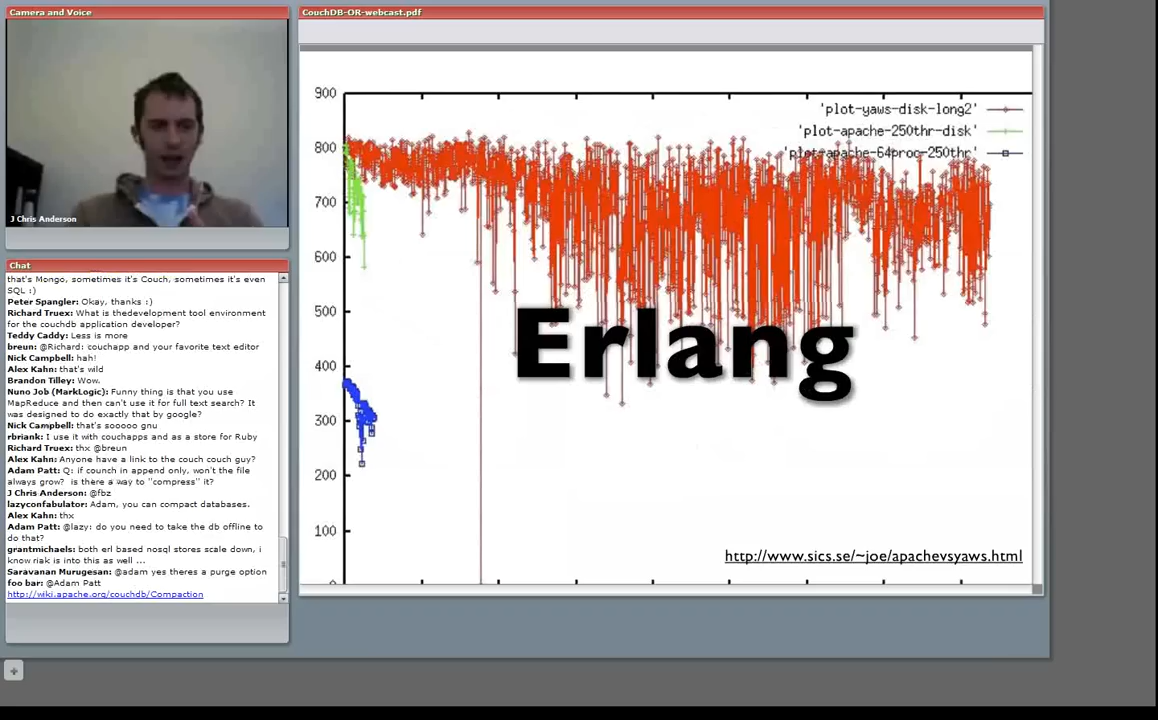 Camera and Voice
J Chris Anderson
Chat
that's Mongo, sometimes it's Couch, sometimes it's even
SQL :)
Peter Spangler: Okay, thanks :)
Richard Truex: What is thedevelopment tool environment
for the couchdb application developer?
Teddy Caddy: Less is more
breun: @Richard: couchapp and your favorite text editor
Nick Campbell: hah!
Alex Kahn: that's wild
Brandon Tilley: Wow.
Nuno Job (MarkLogic): Funny thing is that you use
MapReduce and then can't use it for full text search? It
was designed to do exactly that by google?
Nick Campbell: that's sooooo gnu
rbriank: I use it with couchapps and as a store for Ruby
Richard Truex: thx @breun
Alex Kahn: Anyone have a link to the couch couch guy?
Adam Patt: Q: if counch in append only, won't the file
always grow? is there a way to "compress" it?
J Chris Anderson: @fbz
lazyconfabulator: Adam, you can compact databases.
Alex Kahn: thx
Adam Patt: @lazy: do you need to take the db offline to
do that?
grantmichaels: both erl based nosql stores scale down, i
know riak is into this as well ...
Saravanan Murugesan: @adam yes theres a purge option
foo bar: @Adam Patt
http://wiki.apache.org/couchdb/Compaction
CouchDB-OR-webcast.pdf
900
800
700
600
500
400
300
200
100
0
'plot-yaws-disk-long2'
'plot-apache-250thr-disk'
'plot-apache-64proc-250thr'
Erlang
http://www.sics.se/~joe/apachevsyaws.html